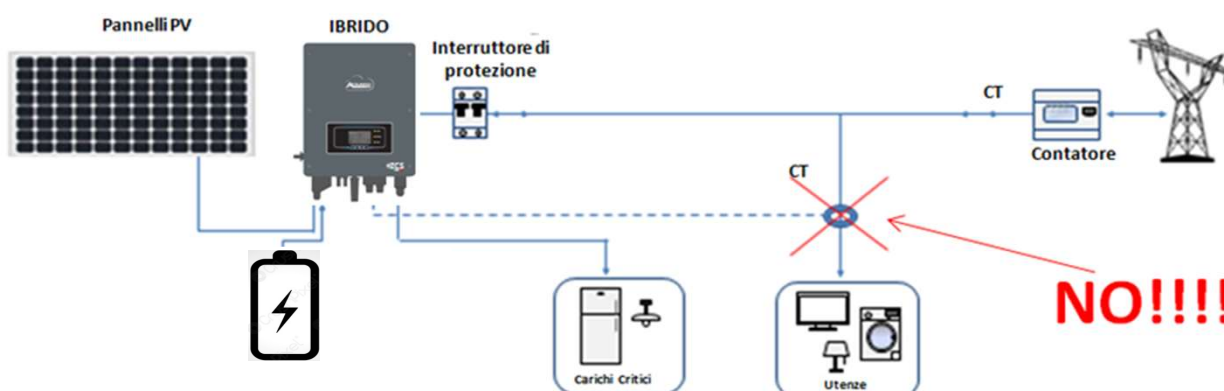 Pannelli PV
IBRIDO
Interruttore di
protezione
CT
Contatore
CT
NO!!!!
Carichi Critici
Utenze